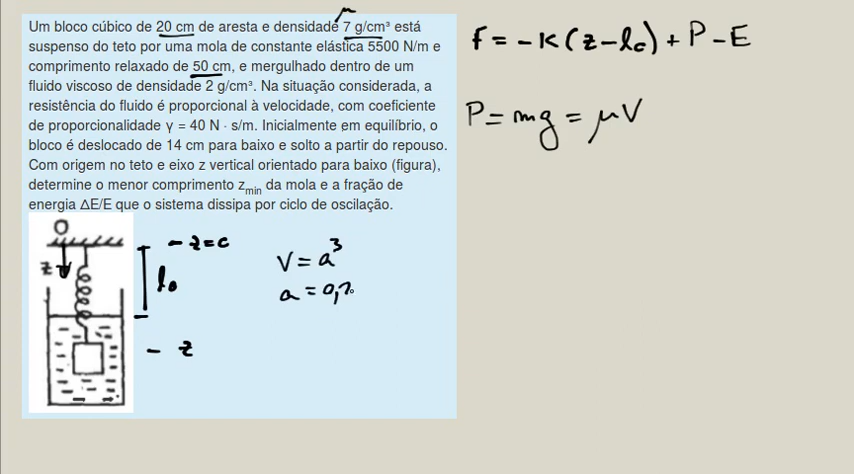 Um bloco cúbico de 20 cm de aresta e densidade 7 g/cm³ está
suspenso do teto por uma mola de constante elástica 5500 N/m e
comprimento relaxado de 50 cm, e mergulhado dentro de um
fluido viscoso de densidade 2 g/cm³. Na situação considerada, a
resistência do fluido é proporcional à velocidade, com coeficiente
de proporcionalidade γ = 40 N · s/m. Inicialmente em equilíbrio, o
bloco é deslocado de 14 cm para baixo e solto a partir do repouso.
Com origem no teto e eixo z vertical orientado para baixo (figura),
determine o menor comprimento zmin da mola e a fração de
energia ΔE/E que o sistema dissipa por ciclo de oscilação.
μ
O
z
- z=0
l₀
- z
V = a³
a = 0,2
F = -K(z-l₀) + P - E
P = mg = μV